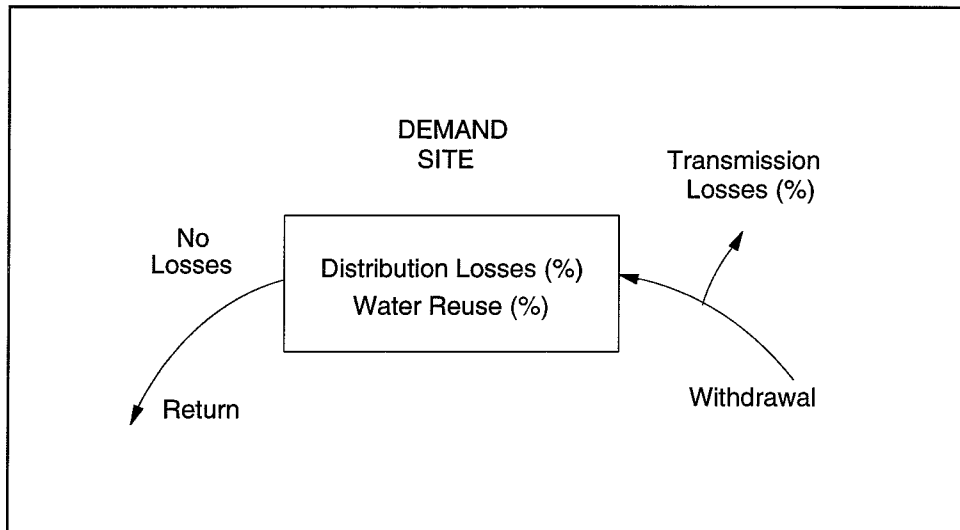 DEMAND
SITE
Transmission
Losses (%)
No
Losses
Distribution Losses (%)
Water Reuse (%)
Return
Withdrawal